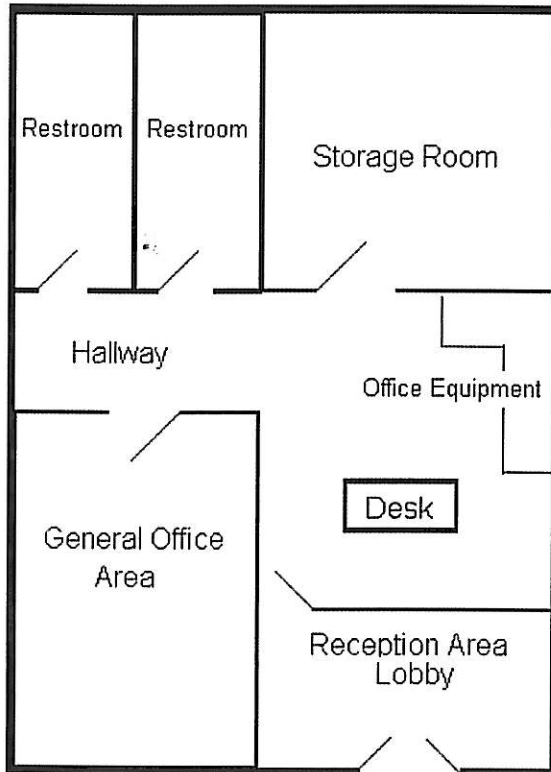 Restroom
Restroom
Storage Room
Hallway
Office Equipment
Desk
General Office
Area
Reception Area
Lobby